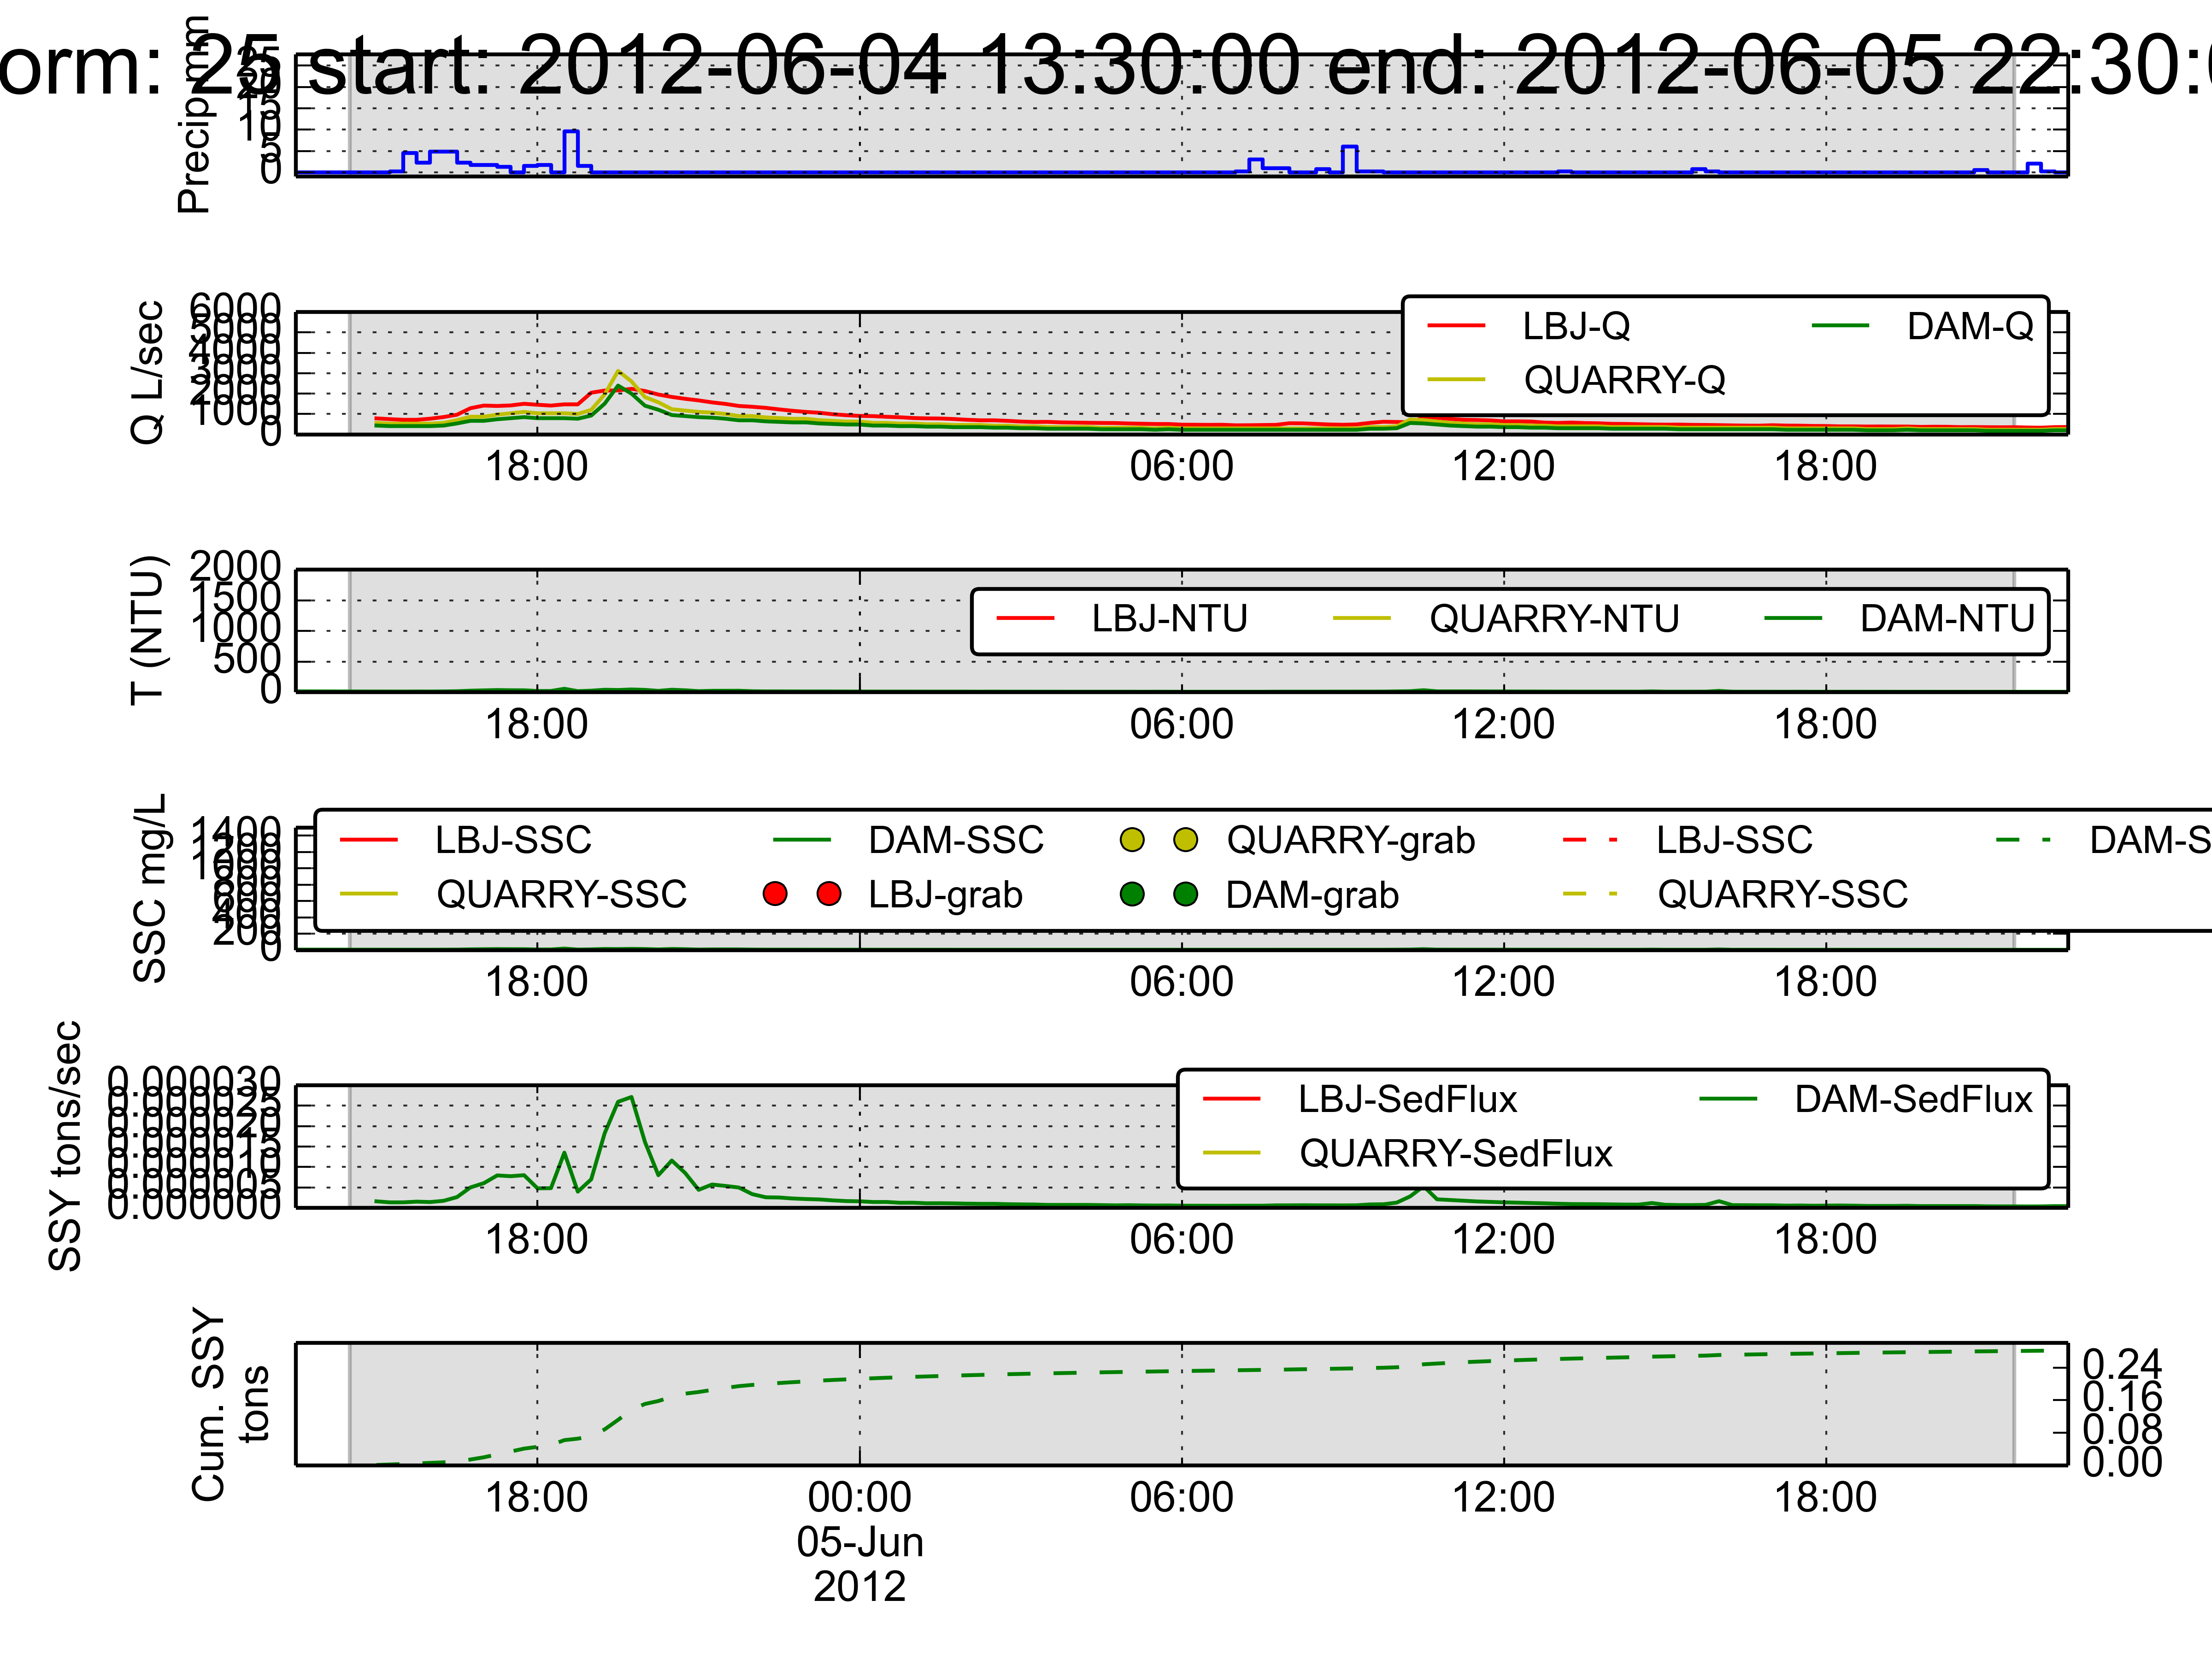 orm: 25 start: 2012-06-04 13:30:00 end: 2012-06-05 22:30:0
Precip mm
25
20
15
10
5
0
Q L/sec
6000
5000
4000
3000
2000
1000
0
LBJ-Q
DAM-Q
QUARRY-Q
18:00
06:00
12:00
18:00
T (NTU)
2000
1500
1000
500
0
LBJ-NTU
QUARRY-NTU
DAM-NTU
18:00
06:00
12:00
18:00
SSC mg/L
1400
1200
1000
800
600
400
200
0
LBJ-SSC
DAM-SSC
QUARRY-grab
LBJ-SSC
DAM-S
QUARRY-SSC
LBJ-grab
DAM-grab
QUARRY-SSC
18:00
06:00
12:00
18:00
SSY tons/sec
0.000030
0.000025
0.000020
0.000015
0.000010
0.000005
0.000000
LBJ-SedFlux
DAM-SedFlux
QUARRY-SedFlux
18:00
06:00
12:00
18:00
Cum. SSY
tons
0.24
0.16
0.08
0.00
18:00
00:00
06:00
12:00
18:00
05-Jun
2012